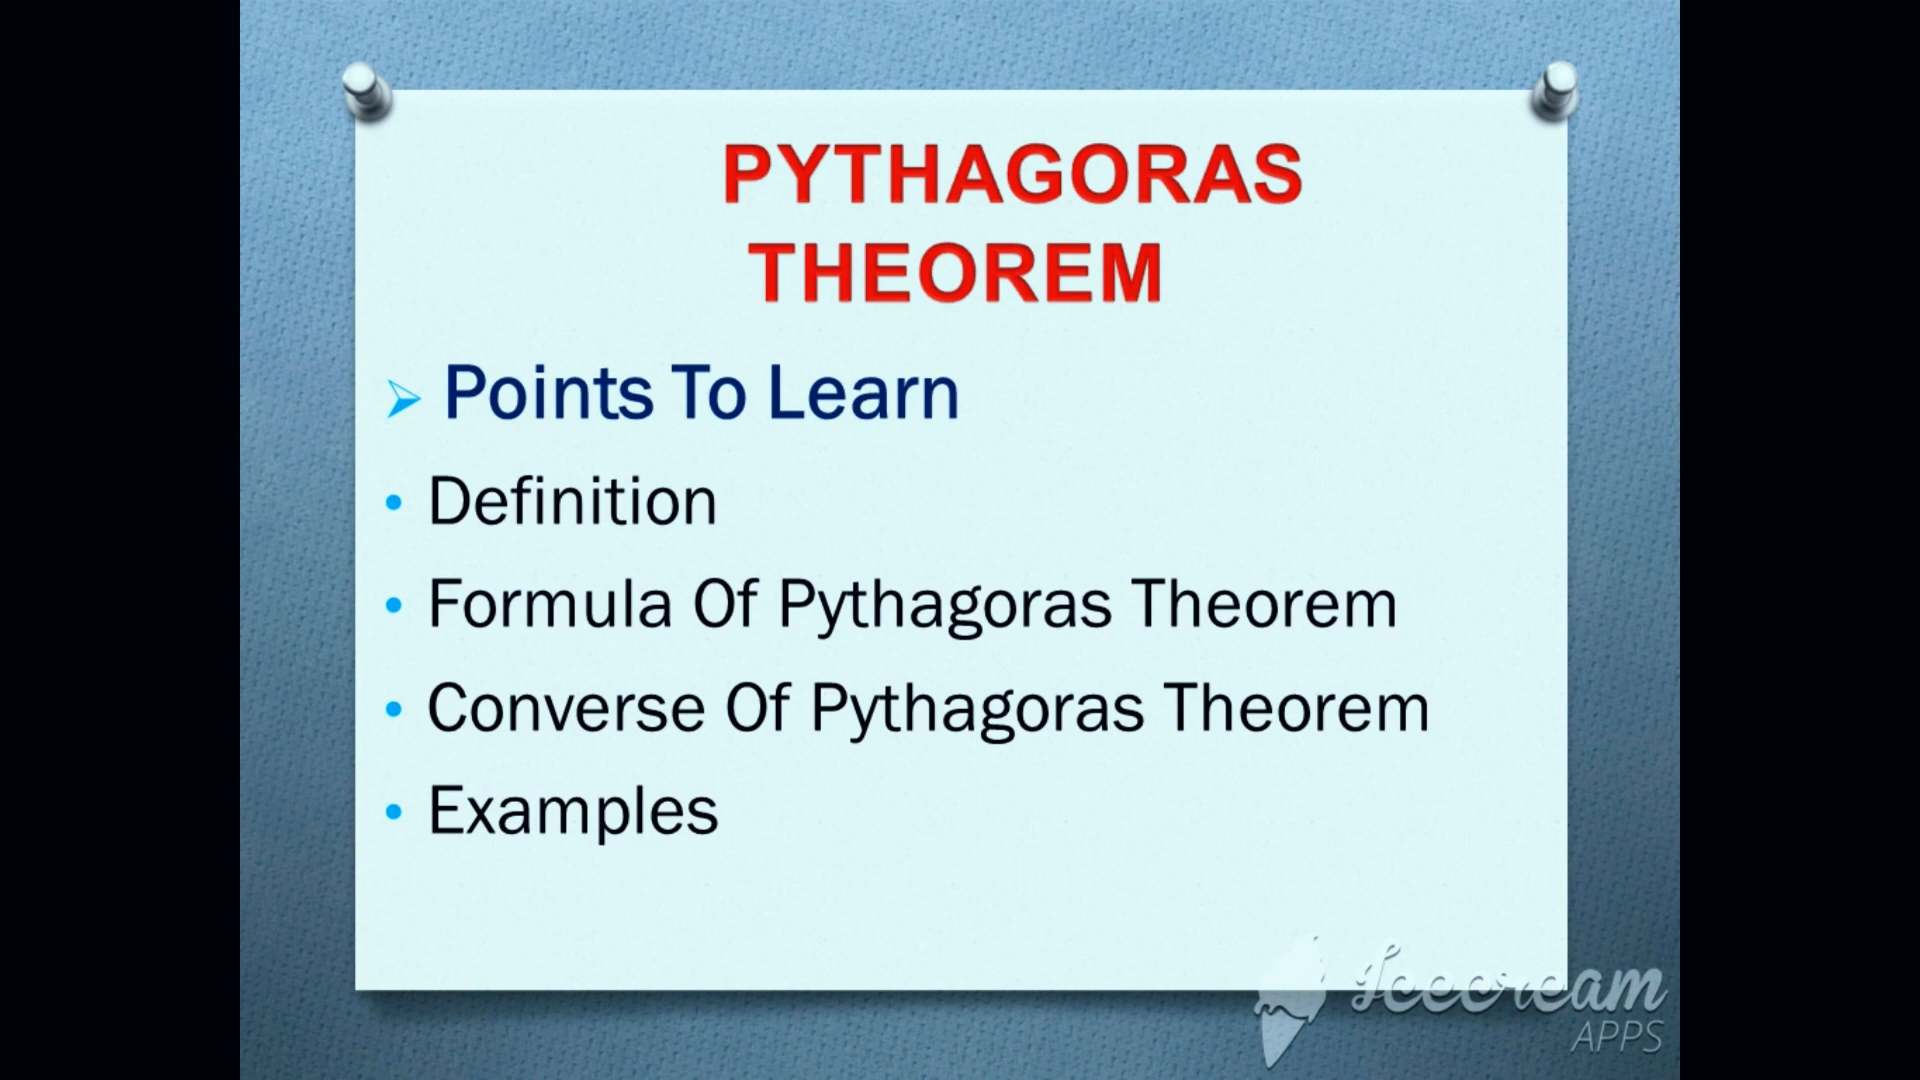 PYTHAGORAS
THEOREM
➢ Points To Learn
• Definition
• Formula Of Pythagoras Theorem
• Converse Of Pythagoras Theorem
• Examples
Icecream
APPS